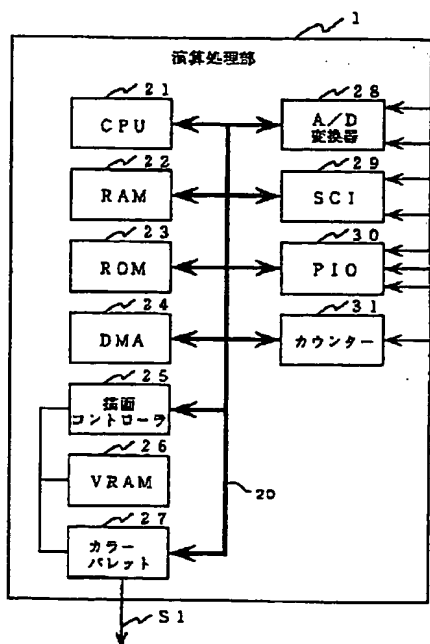 1
演算処理部
21
CPU
22
RAM
23
ROM
24
DMA
25
描画
コントローラ
26
VRAM
27
カラー
パレット
28
A/D
変換器
29
SCI
30
PIO
31
カウンター
20
S1